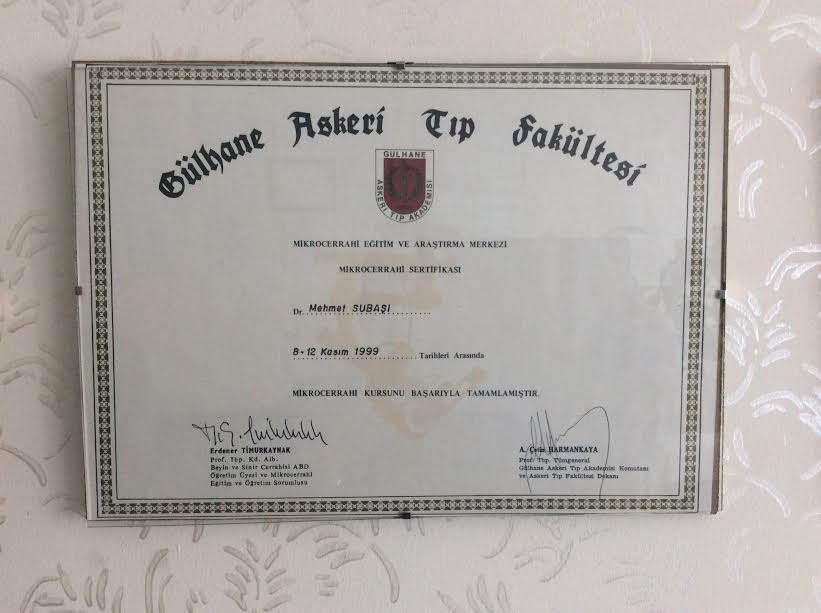 Gülhane Askeri Tıp Fakültesi
GÜLHANE
ASKERİ TIP AKADEMİSİ
MİKROCERRAHİ EĞİTİM VE ARAŞTIRMA MERKEZİ
MİKROCERRAHİ SERTİFİKASI
Dr. Mehmet SUBAŞI
8-12 Kasım 1999 Tarihleri Arasında
MİKROCERRAHİ KURSUNU BAŞARIYLA TAMAMLAMIŞTIR.
Erdener TİMURKAYNAK
Prof. Tbp. Kd. Alb.
Beyin ve Sinir Cerrahisi ABD
Öğretim Üyesi ve Mikrocerrahi
Eğitim ve Öğretim Sorumlusu
A. Çetin HARMANKAYA
Prof. Tbp. Tümgeneral
Gülhane Askeri Tıp Akademisi Komutanı
ve Askeri Tıp Fakültesi Dekanı